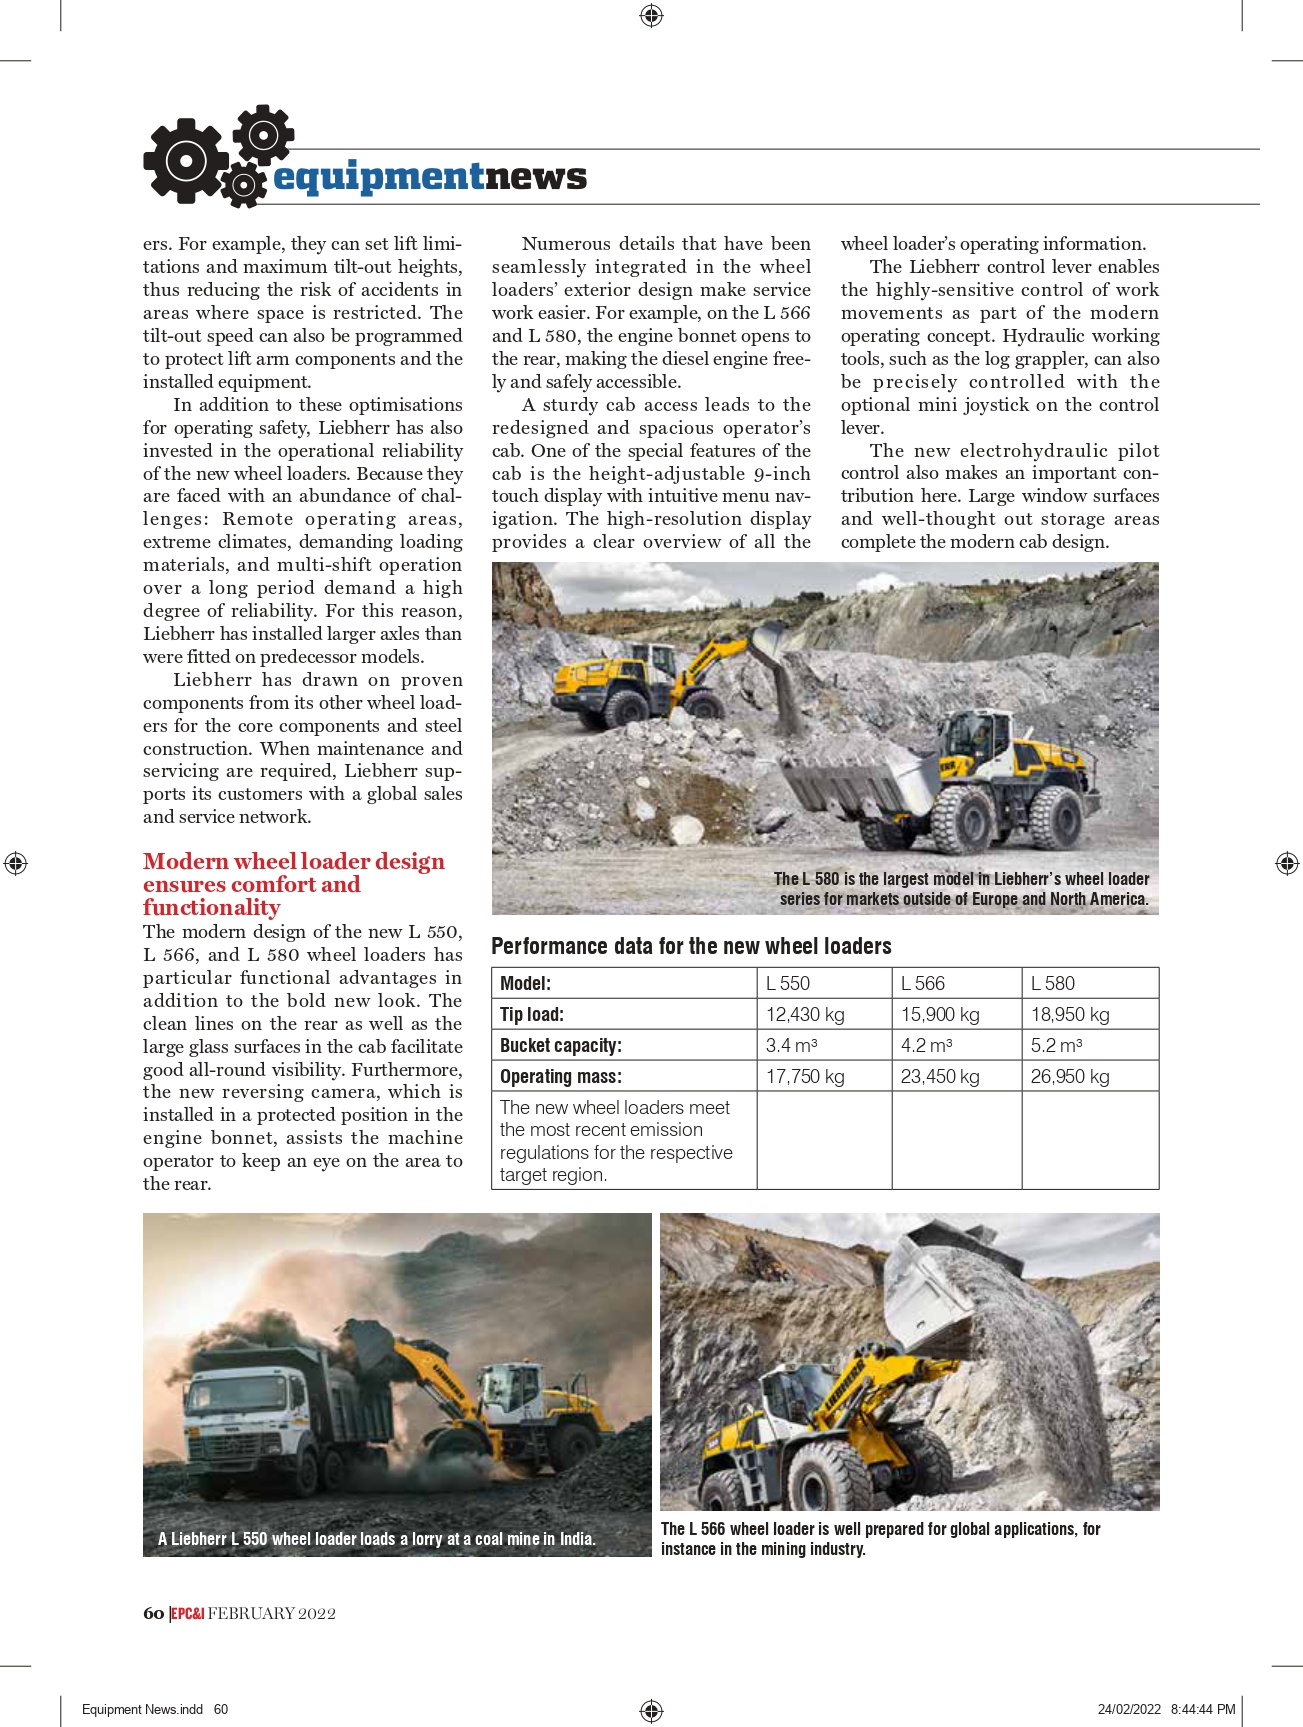 equipmentnews
ers. For example, they can set lift limi-
tations and maximum tilt-out heights,
thus reducing the risk of accidents in
areas where space is restricted. The
tilt-out speed can also be programmed
to protect lift arm components and the
installed equipment.
In addition to these optimisations
for operating safety, Liebherr has also
invested in the operational reliability
of the new wheel loaders. Because they
are faced with an abundance of chal-
lenges: Remote operating areas,
extreme climates, demanding loading
materials, and multi-shift operation
over a long period demand a high
degree of reliability. For this reason,
Liebherr has installed larger axles than
were fitted on predecessor models.
Liebherr has drawn on proven
components from its other wheel load-
ers for the core components and steel
construction. When maintenance and
servicing are required, Liebherr sup-
ports its customers with a global sales
and service network.
Modern wheel loader design
ensures comfort and
functionality
The modern design of the new L 550,
L 566, and L 580 wheel loaders has
particular functional advantages in
addition to the bold new look. The
clean lines on the rear as well as the
large glass surfaces in the cab facilitate
good all-round visibility. Furthermore,
the new reversing camera, which is
installed in a protected position in the
engine bonnet, assists the machine
operator to keep an eye on the area to
the rear.
Numerous details that have been
seamlessly integrated in the wheel
loaders' exterior design make service
work easier. For example, on the L 566
and L 580, the engine bonnet opens to
the rear, making the diesel engine free-
ly and safely accessible.
A sturdy cab access leads to the
redesigned and spacious operator's
cab. One of the special features of the
cab is the height-adjustable 9-inch
touch display with intuitive menu nav-
igation. The high-resolution display
provides a clear overview of all the
wheel loader's operating information.
The Liebherr control lever enables
the highly-sensitive control of work
movements as part of the modern
operating concept. Hydraulic working
tools, such as the log grappler, can also
be precisely controlled with the
optional mini joystick on the control
lever.
The new electrohydraulic pilot
control also makes an important con-
tribution here. Large window surfaces
and well-thought out storage areas
complete the modern cab design.
LIEBHERR
ERR
The L 580 is the largest model in Liebherr's wheel loader
series for markets outside of Europe and North America.
Performance data for the new wheel loaders
Model: L 550 L 566 L 580
Tip load: 12,430 kg 15,900 kg 18,950 kg
Bucket capacity: 3.4 m³ 4.2 m³ 5.2 m³
Operating mass: 17,750 kg 23,450 kg 26,950 kg
The new wheel loaders meet
the most recent emission
regulations for the respective
target region.
LIEBHERR
A Liebherr L 550 wheel loader loads a lorry at a coal mine in India.
LIEBHERR
The L 566 wheel loader is well prepared for global applications, for
instance in the mining industry.
60 |EPC&I FEBRUARY 2022
Equipment News.indd 60
24/02/2022 8:44:44 PM